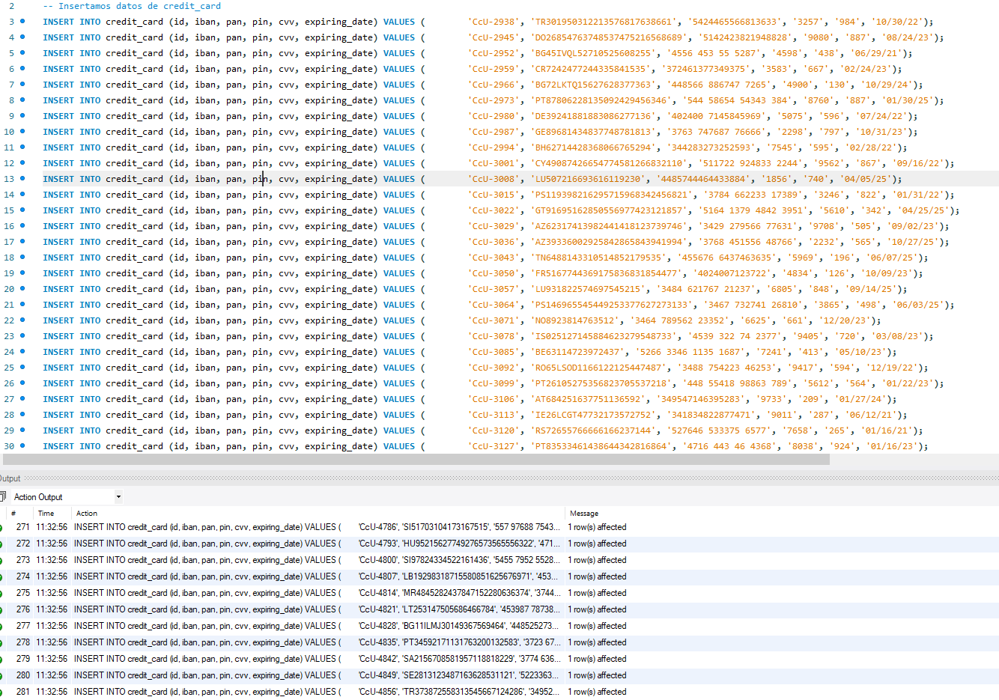 2 -- Insertamos datos de credit_card
3 INSERT INTO credit_card (id, iban, pan, pin, cvv, expiring_date) VALUES ( 'CcU-2938', 'TR301950312213576817638661', '5424465566813633', '3257', '984', '10/30/22');
4 INSERT INTO credit_card (id, iban, pan, pin, cvv, expiring_date) VALUES ( 'CcU-2945', 'DO26854763748537475216568689', '5142423821948828', '9080', '887', '08/24/23');
5 INSERT INTO credit_card (id, iban, pan, pin, cvv, expiring_date) VALUES ( 'CcU-2952', 'BG45IVQL52710525608255', '4556 453 55 5287', '4598', '438', '06/29/21');
6 INSERT INTO credit_card (id, iban, pan, pin, cvv, expiring_date) VALUES ( 'CcU-2959', 'CR7242477244335841535', '372461377349375', '3583', '667', '02/24/23');
7 INSERT INTO credit_card (id, iban, pan, pin, cvv, expiring_date) VALUES ( 'CcU-2966', 'BG72LKTQ15627628377363', '448566 886747 7265', '4900', '130', '10/29/24');
8 INSERT INTO credit_card (id, iban, pan, pin, cvv, expiring_date) VALUES ( 'CcU-2973', 'PT87806228135092429456346', '544 58654 54343 384', '8760', '887', '01/30/25');
9 INSERT INTO credit_card (id, iban, pan, pin, cvv, expiring_date) VALUES ( 'CcU-2980', 'DE39241881883086277136', '402400 7145845969', '5075', '596', '07/24/22');
10 INSERT INTO credit_card (id, iban, pan, pin, cvv, expiring_date) VALUES ( 'CcU-2987', 'GE89681434837748781813', '3763 747687 76666', '2298', '797', '10/31/23');
11 INSERT INTO credit_card (id, iban, pan, pin, cvv, expiring_date) VALUES ( 'CcU-2994', 'BH62714428368066765294', '344283273252593', '7545', '595', '02/28/22');
12 INSERT INTO credit_card (id, iban, pan, pin, cvv, expiring_date) VALUES ( 'CcU-3001', 'CY49087426654774581266832110', '511722 924833 2244', '9562', '867', '09/16/22');
13 INSERT INTO credit_card (id, iban, pan, pin, cvv, expiring_date) VALUES ( 'CcU-3008', 'LU507216693616119230', '4485744464433884', '1856', '740', '04/05/25');
14 INSERT INTO credit_card (id, iban, pan, pin, cvv, expiring_date) VALUES ( 'CcU-3015', 'PS119398216295715968342456821', '3784 662233 17389', '3246', '822', '01/31/22');
15 INSERT INTO credit_card (id, iban, pan, pin, cvv, expiring_date) VALUES ( 'CcU-3022', 'GT91695162850556977423121857', '5164 1379 4842 3951', '5610', '342', '04/25/25');
16 INSERT INTO credit_card (id, iban, pan, pin, cvv, expiring_date) VALUES ( 'CcU-3029', 'AZ62317413982441418123739746', '3429 279566 77631', '9708', '505', '09/02/23');
17 INSERT INTO credit_card (id, iban, pan, pin, cvv, expiring_date) VALUES ( 'CcU-3036', 'AZ39336002925842865843941994', '3768 451556 48766', '2232', '565', '10/27/25');
18 INSERT INTO credit_card (id, iban, pan, pin, cvv, expiring_date) VALUES ( 'CcU-3043', 'TN6488143310514852179535', '455676 6437463635', '5969', '196', '06/07/25');
19 INSERT INTO credit_card (id, iban, pan, pin, cvv, expiring_date) VALUES ( 'CcU-3050', 'FR5167744369175836831854477', '4024007123722', '4834', '126', '10/09/23');
20 INSERT INTO credit_card (id, iban, pan, pin, cvv, expiring_date) VALUES ( 'CcU-3057', 'LU931822574697545215', '3484 621767 21237', '6805', '848', '09/14/25');
21 INSERT INTO credit_card (id, iban, pan, pin, cvv, expiring_date) VALUES ( 'CcU-3064', 'PS146965545449253377627273133', '3467 732741 26810', '3865', '498', '06/03/25');
22 INSERT INTO credit_card (id, iban, pan, pin, cvv, expiring_date) VALUES ( 'CcU-3071', 'NO8923814763512', '3464 789562 23352', '6625', '661', '12/20/23');
23 INSERT INTO credit_card (id, iban, pan, pin, cvv, expiring_date) VALUES ( 'CcU-3078', 'IS025127145884623279548733', '4539 322 74 2377', '9405', '720', '03/08/23');
24 INSERT INTO credit_card (id, iban, pan, pin, cvv, expiring_date) VALUES ( 'CcU-3085', 'BE63114723972437', '5266 3346 1135 1687', '7241', '413', '05/10/23');
25 INSERT INTO credit_card (id, iban, pan, pin, cvv, expiring_date) VALUES ( 'CcU-3092', 'RO65LSOD1166122125447487', '3488 754223 46253', '9417', '594', '12/19/22');
26 INSERT INTO credit_card (id, iban, pan, pin, cvv, expiring_date) VALUES ( 'CcU-3099', 'PT26105275356823705537218', '448 55418 98863 789', '5612', '564', '01/22/23');
27 INSERT INTO credit_card (id, iban, pan, pin, cvv, expiring_date) VALUES ( 'CcU-3106', 'AT684251637751136592', '349547146395283', '9733', '209', '01/27/24');
28 INSERT INTO credit_card (id, iban, pan, pin, cvv, expiring_date) VALUES ( 'CcU-3113', 'IE26LCGT47732173572752', '341834822877471', '9011', '287', '06/12/21');
29 INSERT INTO credit_card (id, iban, pan, pin, cvv, expiring_date) VALUES ( 'CcU-3120', 'RS72655766666166237144', '527646 533375 6577', '7658', '265', '01/16/21');
30 INSERT INTO credit_card (id, iban, pan, pin, cvv, expiring_date) VALUES ( 'CcU-3127', 'PT83533461438644342816864', '4716 443 46 4368', '8038', '924', '01/16/23');
Output
Action Output
# Time Action Message
271 11:32:56 INSERT INTO credit_card (id, iban, pan, pin, cvv, expiring_date) VALUES ( 'CcU-4786', 'SI51703104173167515', '557 97688 7543... 1 row(s) affected
272 11:32:56 INSERT INTO credit_card (id, iban, pan, pin, cvv, expiring_date) VALUES ( 'CcU-4793', 'HU95215627749276573565556322', '471... 1 row(s) affected
273 11:32:56 INSERT INTO credit_card (id, iban, pan, pin, cvv, expiring_date) VALUES ( 'CcU-4800', 'SI97824334522161436', '5455 7952 5528... 1 row(s) affected
274 11:32:56 INSERT INTO credit_card (id, iban, pan, pin, cvv, expiring_date) VALUES ( 'CcU-4807', 'LB19298318715580851625676971', '453... 1 row(s) affected
275 11:32:56 INSERT INTO credit_card (id, iban, pan, pin, cvv, expiring_date) VALUES ( 'CcU-4814', 'MR4845282437847152280636374', '3744... 1 row(s) affected
276 11:32:56 INSERT INTO credit_card (id, iban, pan, pin, cvv, expiring_date) VALUES ( 'CcU-4821', 'LT253147505686466784', '453987 78738... 1 row(s) affected
277 11:32:56 INSERT INTO credit_card (id, iban, pan, pin, cvv, expiring_date) VALUES ( 'CcU-4828', 'BG11ILMJ30149367569464', '448525273... 1 row(s) affected
278 11:32:56 INSERT INTO credit_card (id, iban, pan, pin, cvv, expiring_date) VALUES ( 'CcU-4835', 'PT34592171131763200132583', '3723 67... 1 row(s) affected
279 11:32:56 INSERT INTO credit_card (id, iban, pan, pin, cvv, expiring_date) VALUES ( 'CcU-4842', 'SA2156708581957118818229', '3774 636... 1 row(s) affected
280 11:32:56 INSERT INTO credit_card (id, iban, pan, pin, cvv, expiring_date) VALUES ( 'CcU-4849', 'SE2813123487163628531121', '5223363... 1 row(s) affected
281 11:32:56 INSERT INTO credit_card (id, iban, pan, pin, cvv, expiring_date) VALUES ( 'CcU-4856', 'TR373872558313545667124286', '34952... 1 row(s) affected